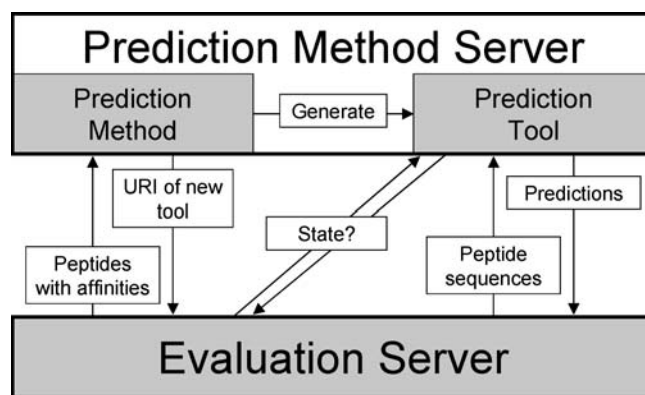 Prediction Method Server
Prediction
Method
Generate
Prediction
Tool
URI of new
tool
Predictions
State?
Peptides
with affinities
Peptide
sequences
Evaluation Server